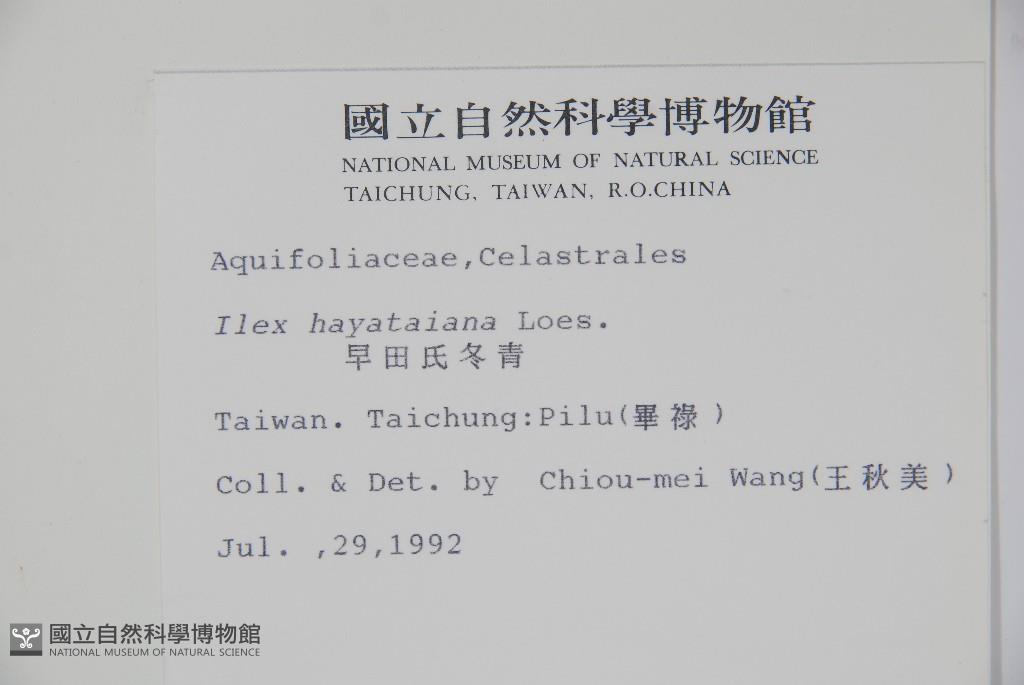 國立自然科學博物館
NATIONAL MUSEUM OF NATURAL SCIENCE
TAICHUNG, TAIWAN, R.O.CHINA
Aquifoliaceae,Celastrales
Ilex hayataiana Loes.
早田氏冬青
Taiwan. Taichung:Pilu(畢祿)
Coll. & Det. by Chiou-mei Wang(王秋美)
Jul. ,29,1992
國立自然科學博物館
NATIONAL MUSEUM OF NATURAL SCIENCE